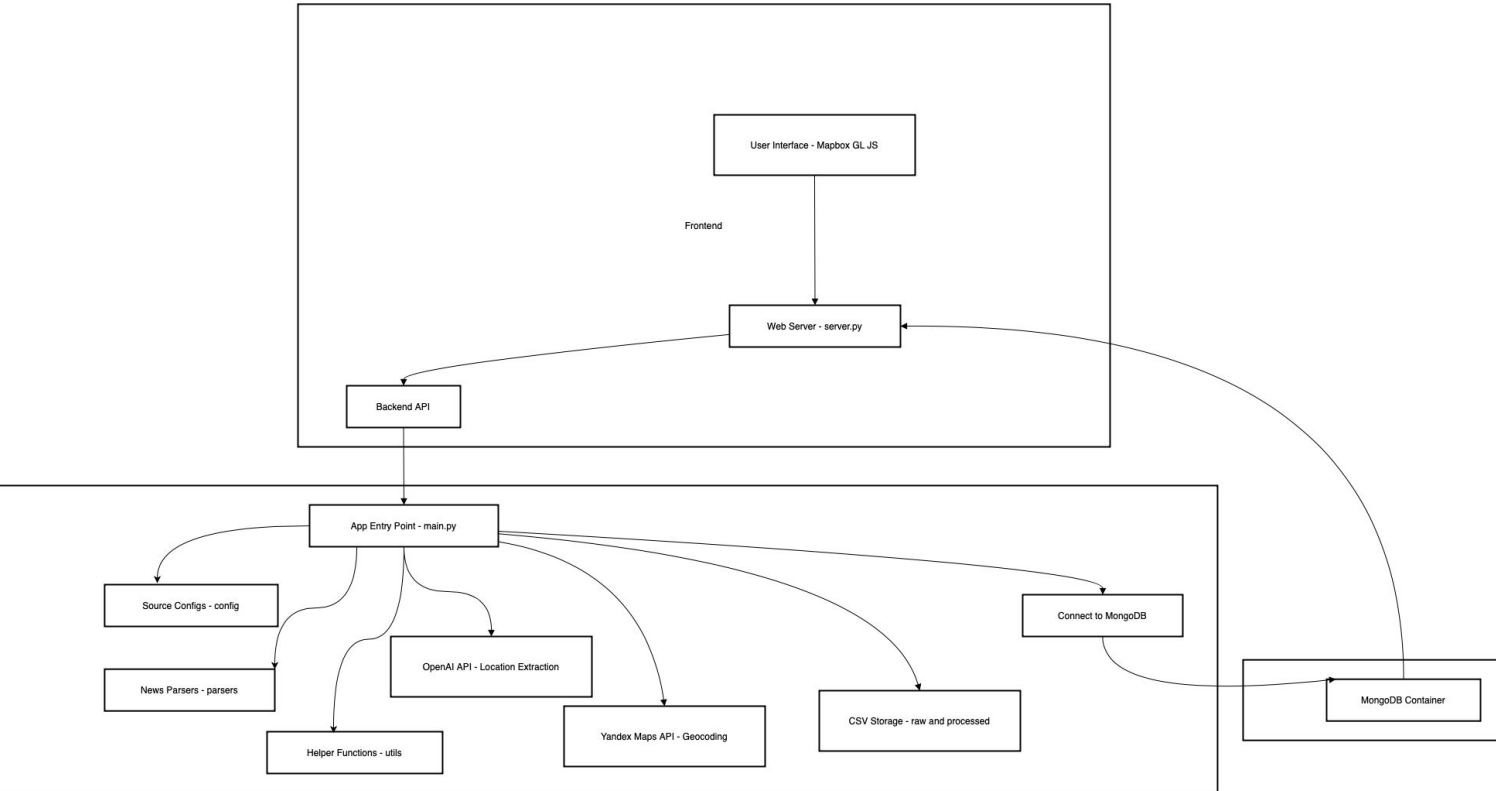 User Interface - Mapbox GL JS
Frontend
Web Server - server.py
Backend API
App Entry Point - main.py
Source Configs - config
Connect to MongoDB
OpenAI API - Location Extraction
News Parsers - parsers
MongoDB Container
CSV Storage - raw and processed
Yandex Maps API - Geocoding
Helper Functions - utils